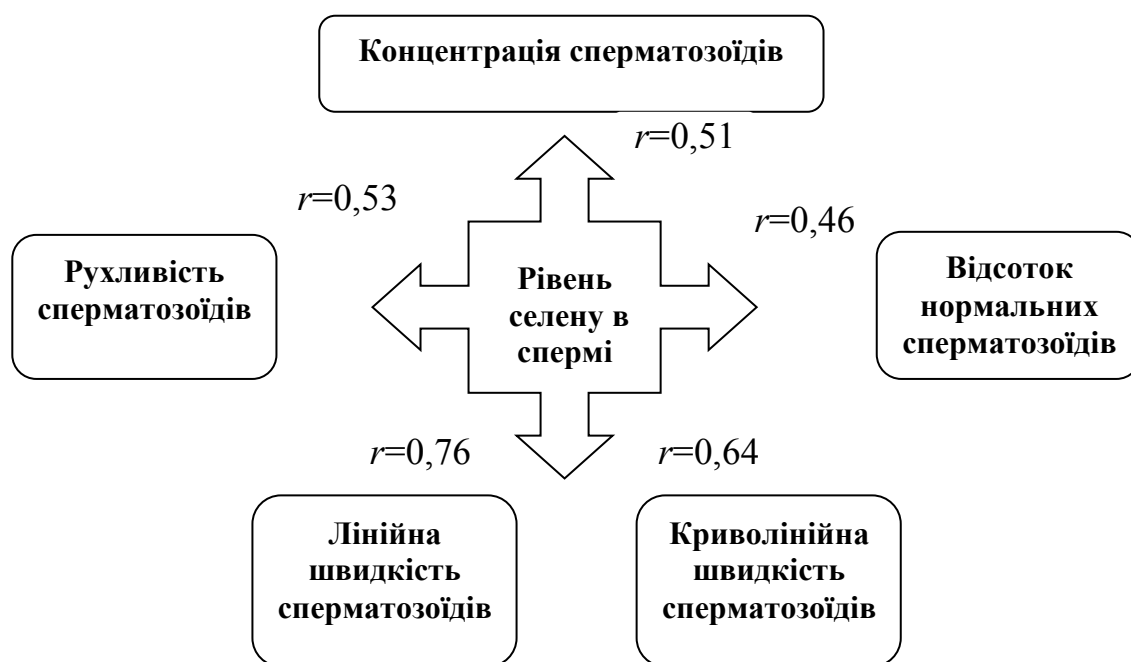 Концентрація сперматозоїдів
r=0,51
r=0,53
r=0,46
Рухливість
сперматозоїдів
Рівень
селену в
спермі
Відсоток
нормальних
сперматозоїдів
r=0,76
r=0,64
Лінійна
швидкість
сперматозоїдів
Криволінійна
швидкість
сперматозоїдів